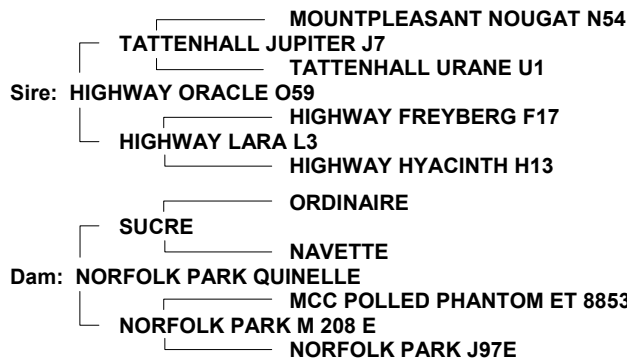 MOUNTPLEASANT NOUGAT N54
TATTENHALL JUPITER J7
TATTENHALL URANE U1
Sire: HIGHWAY ORACLE O59
HIGHWAY FREYBERG F17
HIGHWAY LARA L3
HIGHWAY HYACINTH H13
ORDINAIRE
SUCRE
NAVETTE
Dam: NORFOLK PARK QUINELLE
MCC POLLED PHANTOM ET 8853
NORFOLK PARK M 208 E
NORFOLK PARK J97E